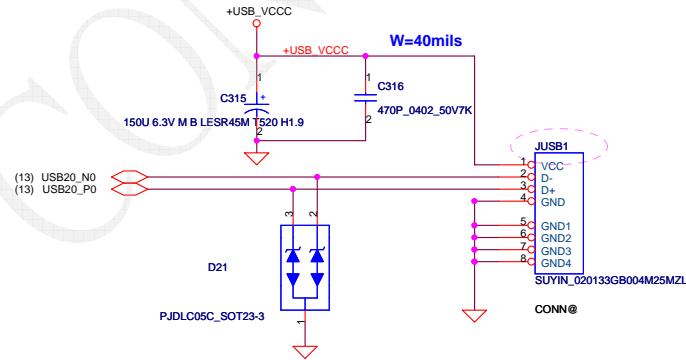 +USB_VCCC
+USB_VCCC
W=40mils
1
C315
+
150U 6.3V M B LESR45M T520 H1.9
2
1
C316
470P_0402_50V7K
2
(13) USB20_N0
(13) USB20_P0
3
2
D21
PJDLC05C_SOT23-3
1
JUSB1
1 VCC
2 D-
3 D+
4 GND
5 GND1
6 GND2
7 GND3
8 GND4
SUYIN_020133GB004M25MZL
CONN@